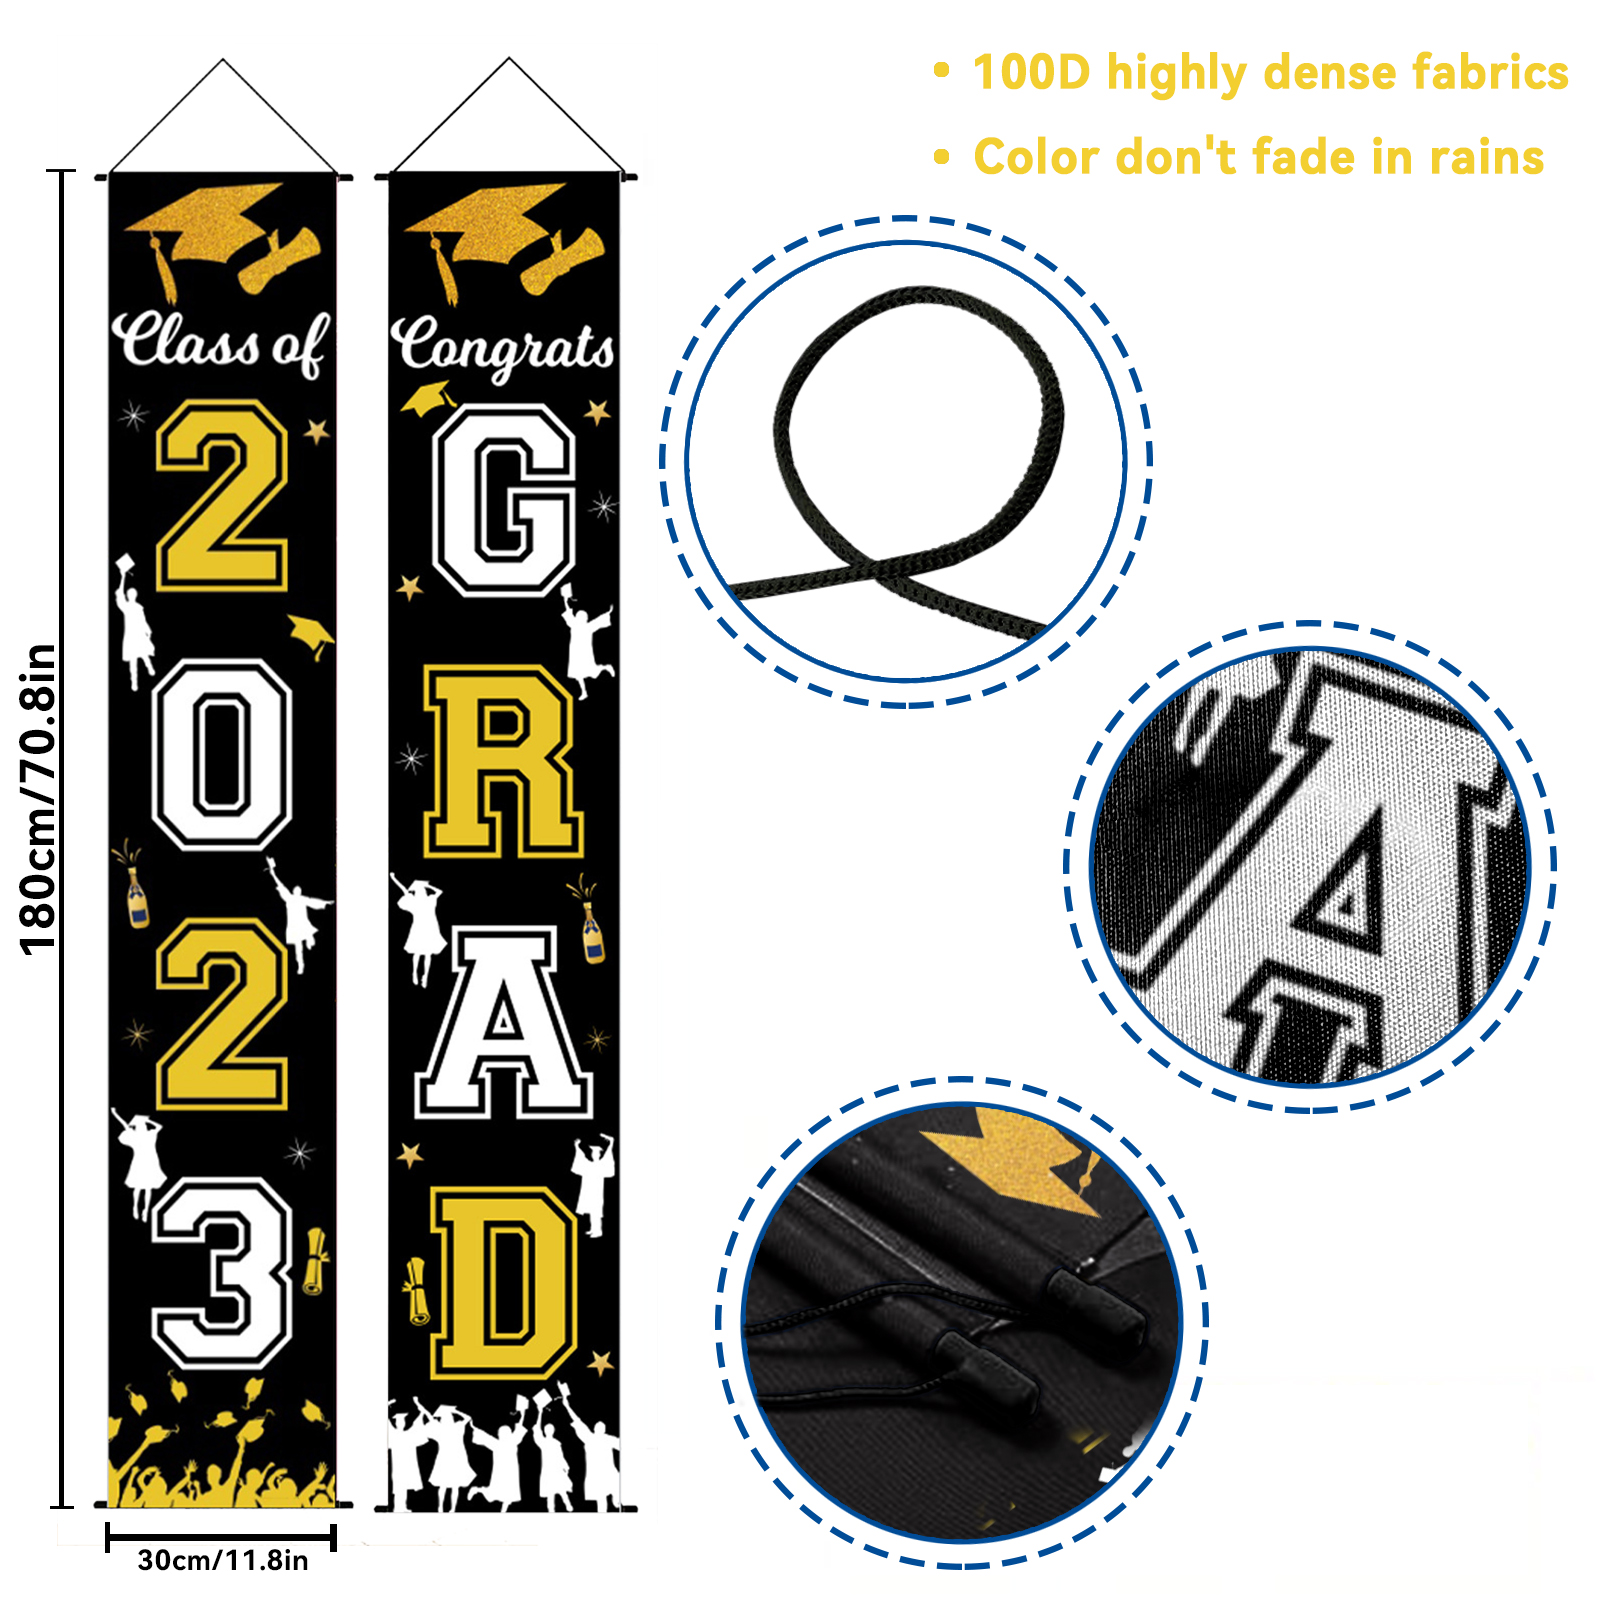 • 100D highly dense fabrics
• Color don't fade in rains
Class of
2
0
2
3
Congrats
G
R
A
D
180cm/70.8in
30cm/11.8in
A